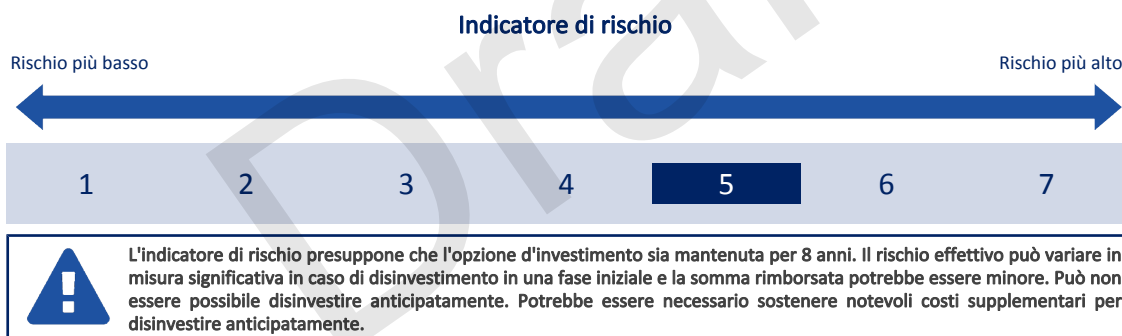 Indicatore di rischio
Rischio più basso
Rischio più alto
1 2 3 4 5 6 7
L'indicatore di rischio presuppone che l'opzione d'investimento sia mantenuta per 8 anni. Il rischio effettivo può variare in
misura significativa in caso di disinvestimento in una fase iniziale e la somma rimborsata potrebbe essere minore. Può non
essere possibile disinvestire anticipatamente. Potrebbe essere necessario sostenere notevoli costi supplementari per
disinvestire anticipatamente.